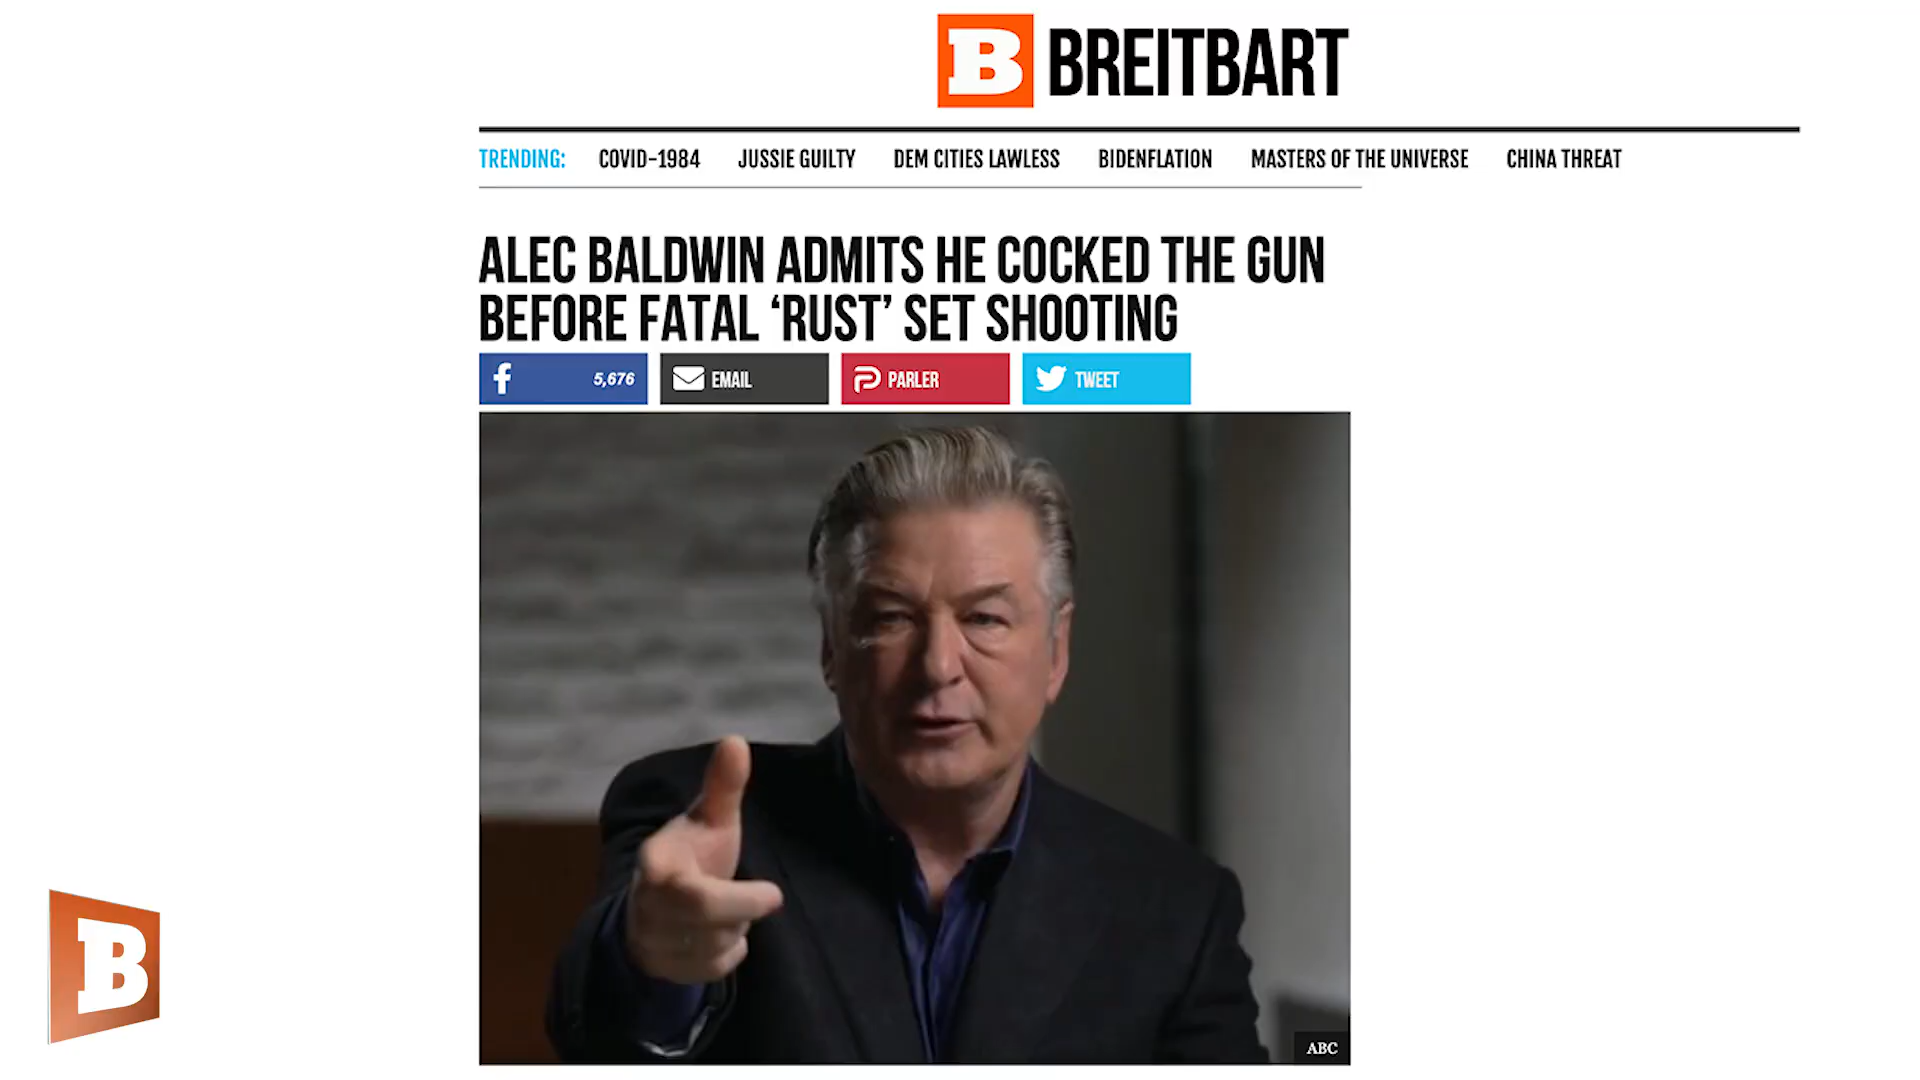 B BREITBART
TRENDING: COVID-1984 JUSSIE GUILTY DEM CITIES LAWLESS BIDENFLATION MASTERS OF THE UNIVERSE CHINA THREAT
ALEC BALDWIN ADMITS HE COCKED THE GUN
BEFORE FATAL ‘RUST’ SET SHOOTING
f 5,676 EMAIL PARLER TWEET
B
ABC